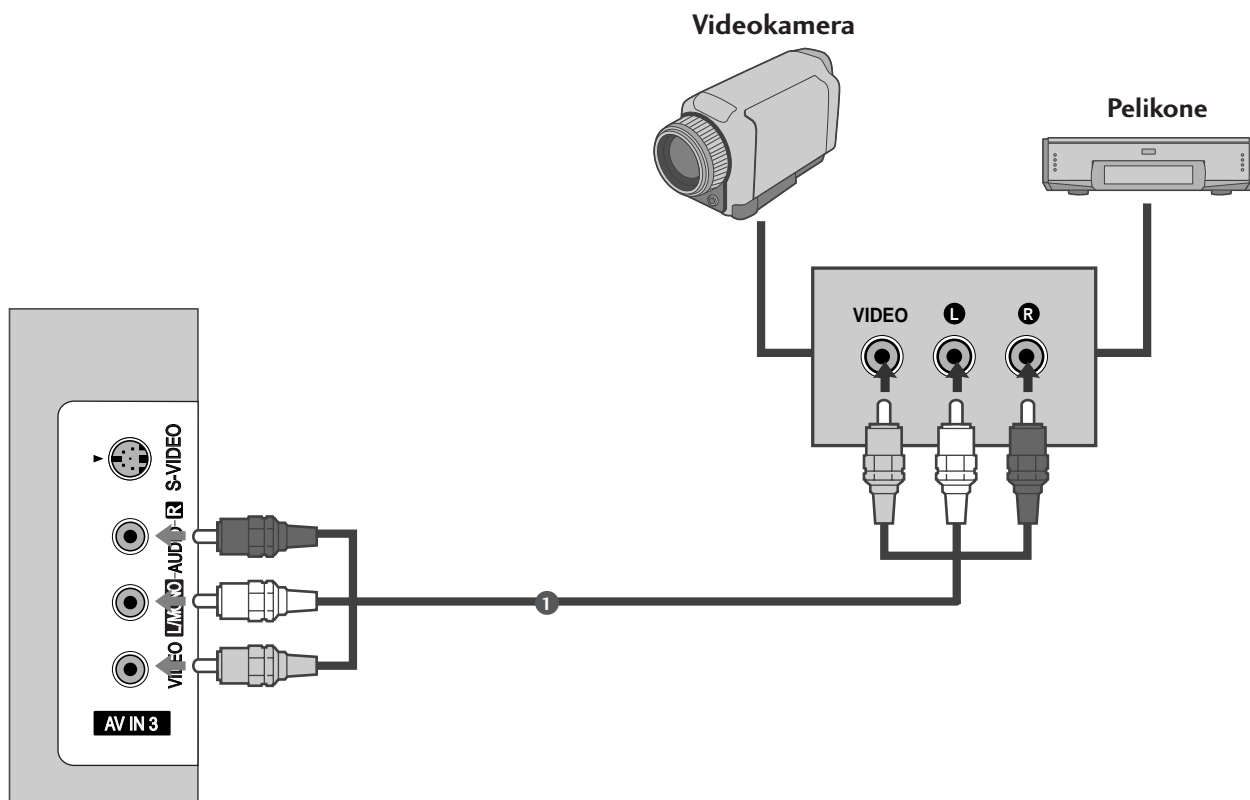 Videokamera
Pelikone
VIDEO L R
S-VIDEO
VIDEO L/MONO AUDIO R
1
AV IN 3